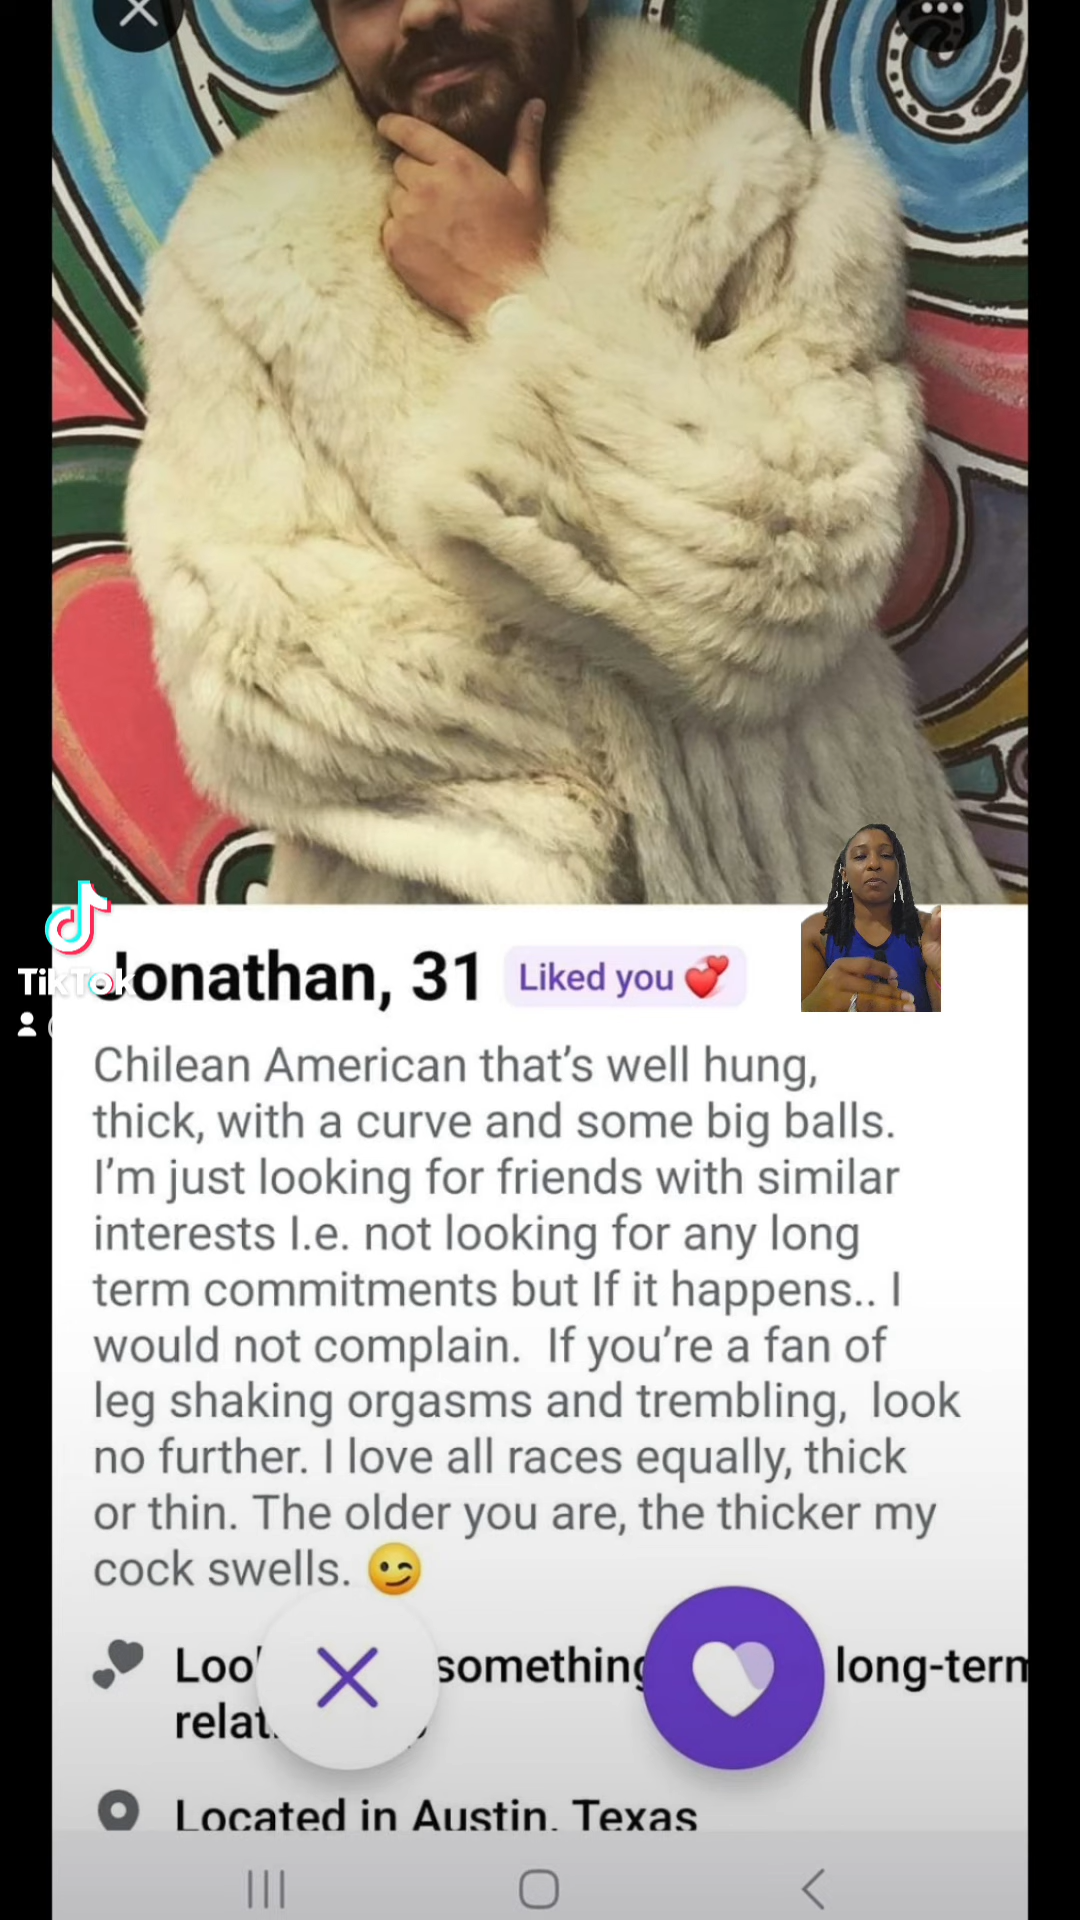 TikTok
Jonathan, 31
Liked you 💞
Chilean American that’s well hung,
thick, with a curve and some big balls.
I’m just looking for friends with similar
interests I.e. not looking for any long
term commitments but If it happens.. I
would not complain.  If you’re a fan of
leg shaking orgasms and trembling,  look
no further. I love all races equally, thick
or thin. The older you are, the thicker my
cock swells. 😉
something long-term
Located in Austin, Texas